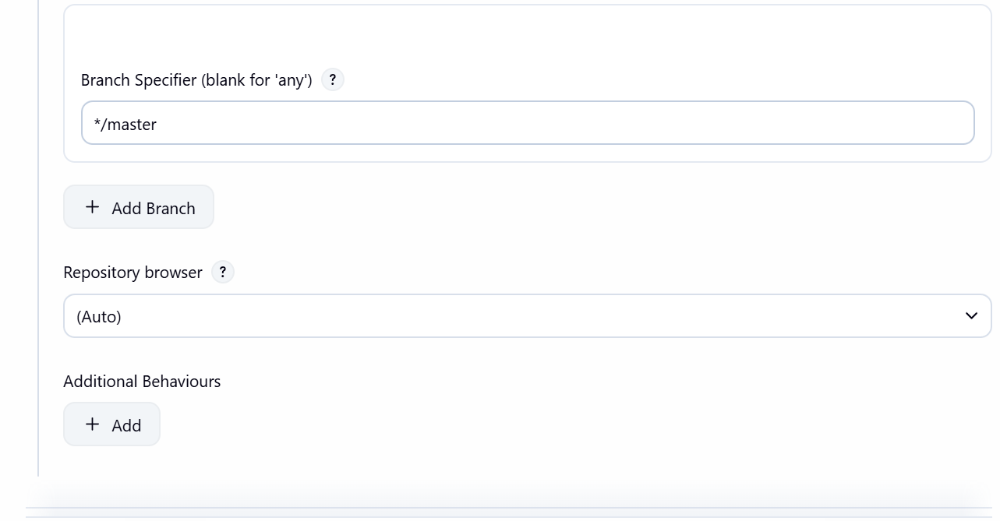 Branch Specifier (blank for 'any') ?
*/master
+ Add Branch
Repository browser ?
(Auto)
Additional Behaviours
+ Add